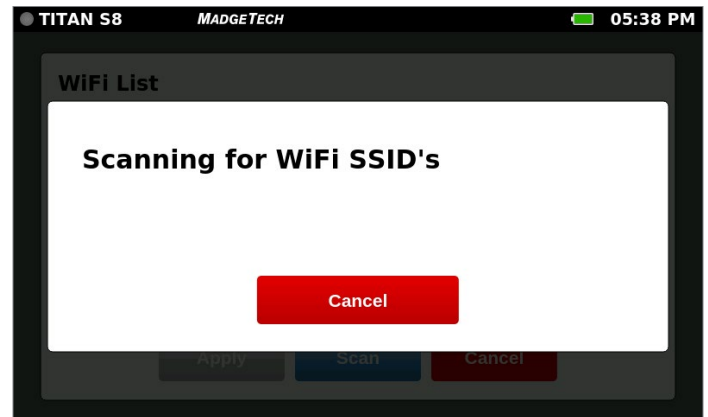 TITAN S8 MADGETECH 05:38 PM
WiFi List
Scanning for WiFi SSID's
Cancel
Apply Scan Cancel